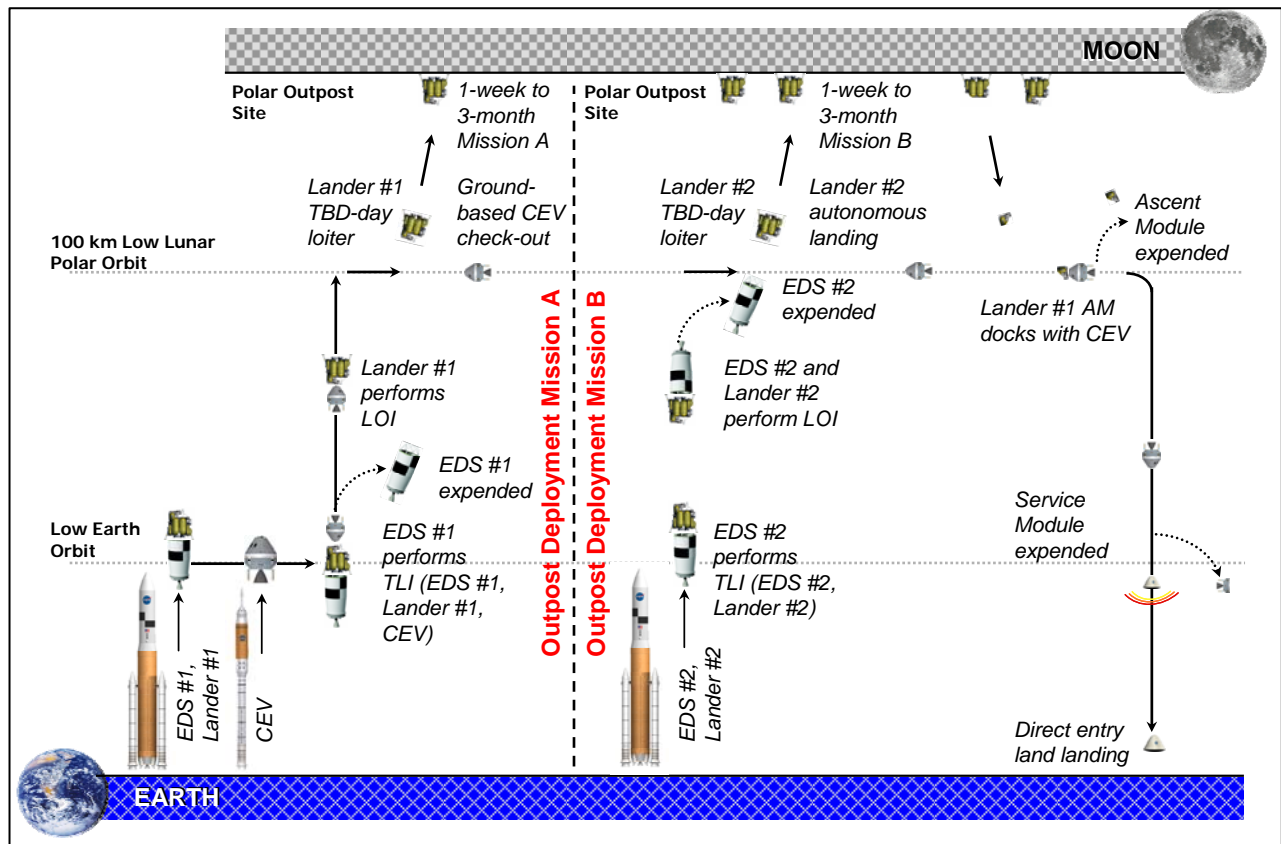 MOON
Polar Outpost
Site
1-week to
3-month
Mission A
Lander #1
TBD-day
loiter
Ground-
based CEV
check-out
100 km Low Lunar
Polar Orbit
Lander #1
performs
LOI
EDS #1
expended
Low Earth
Orbit
EDS #1
performs
TLI (EDS #1,
Lander #1,
CEV)
EDS #1,
Lander #1
CEV
Outpost Deployment Mission A
Outpost Deployment Mission B
Polar Outpost
Site
1-week to
3-month
Mission B
Lander #2
TBD-day
loiter
Lander #2
autonomous
landing
EDS #2
expended
EDS #2 and
Lander #2
perform LOI
EDS #2
performs
TLI (EDS #2,
Lander #2)
EDS #2,
Lander #2
Ascent
Module
expended
Lander #1 AM
docks with CEV
Service
Module
expended
Direct entry
land landing
EARTH